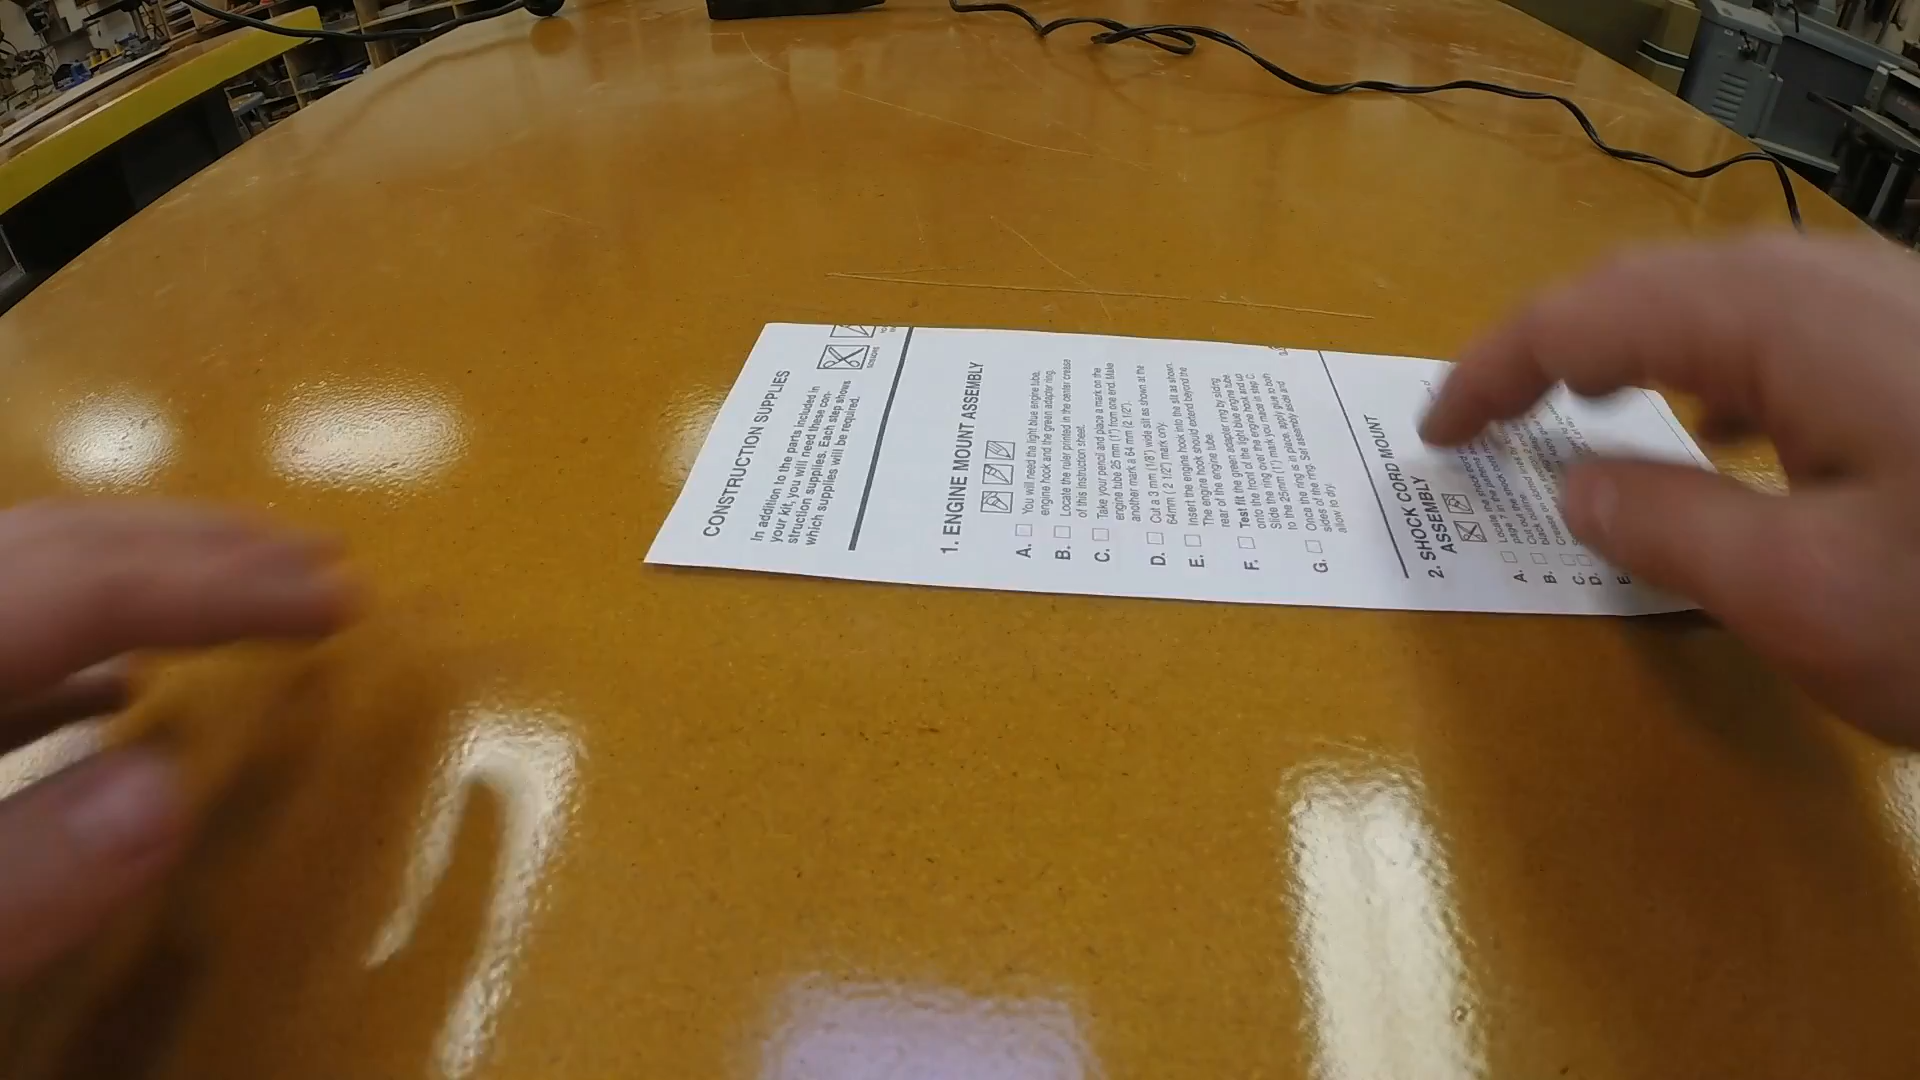 CONSTRUCTION SUPPLIES
In addition to the parts included in
your kit, you will need these con-
struction supplies. Each step shows
which supplies will be required.
SCISSORS
1. ENGINE MOUNT ASSEMBLY
A. You will need the light blue engine tube,
engine hook and the green adapter ring.
B. Locate the ruler printed in the center crease
of this instruction sheet.
C. Take your pencil and place a mark on the
engine tube 25 mm (1") from one end. Make
another mark a 64 mm (2 1/2").
D. Cut a 3 mm (1/8") wide slit as shown at the
64mm ( 2 1/2") mark only.
E. Insert the engine hook into the slit as shown.
The engine hook should extend beyond the
rear of the engine tube.
F. Test fit the green adapter ring by sliding
onto the front of the light blue engine tube.
Slide the ring over the engine hook and up
to the 25mm (1") mark you made in step C.
G. Once the ring is in place, apply glue to both
sides of the ring. Set assembly aside and
allow to dry.
2. SHOCK CORD MOUNT
ASSEMBLY
A. Locate the shock
page
B. Cut out
C.
D.
E.